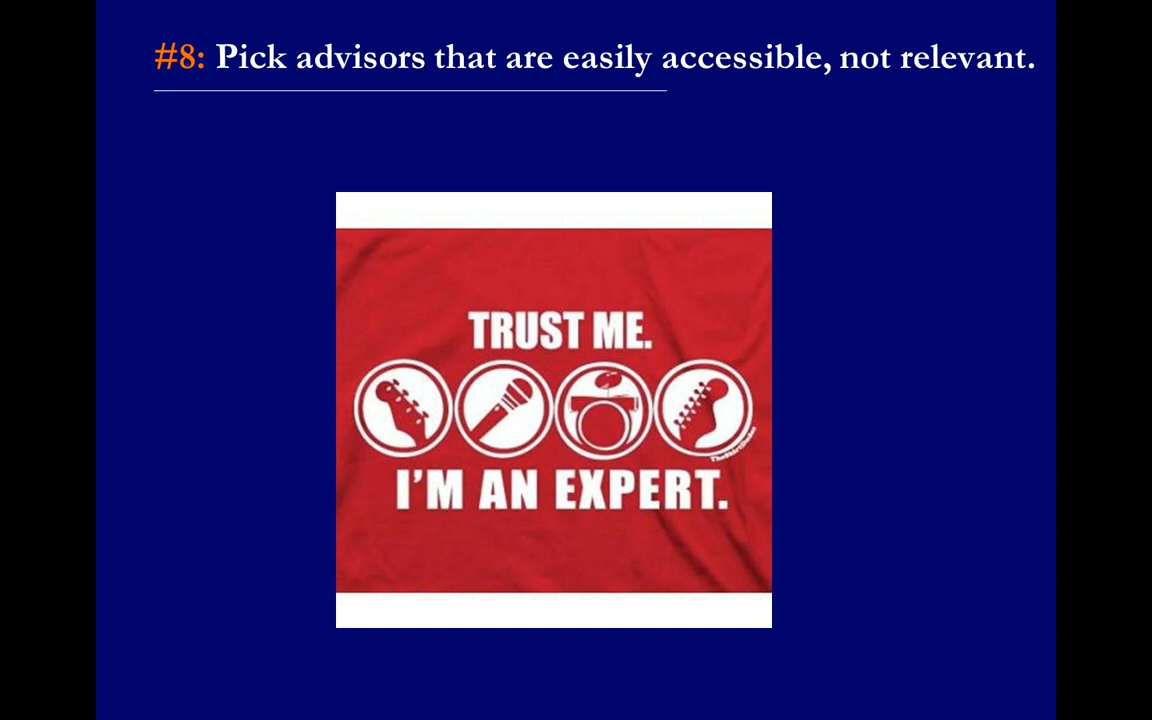 #8: Pick advisors that are easily accessible, not relevant.
TRUST ME.
I'M AN EXPERT.